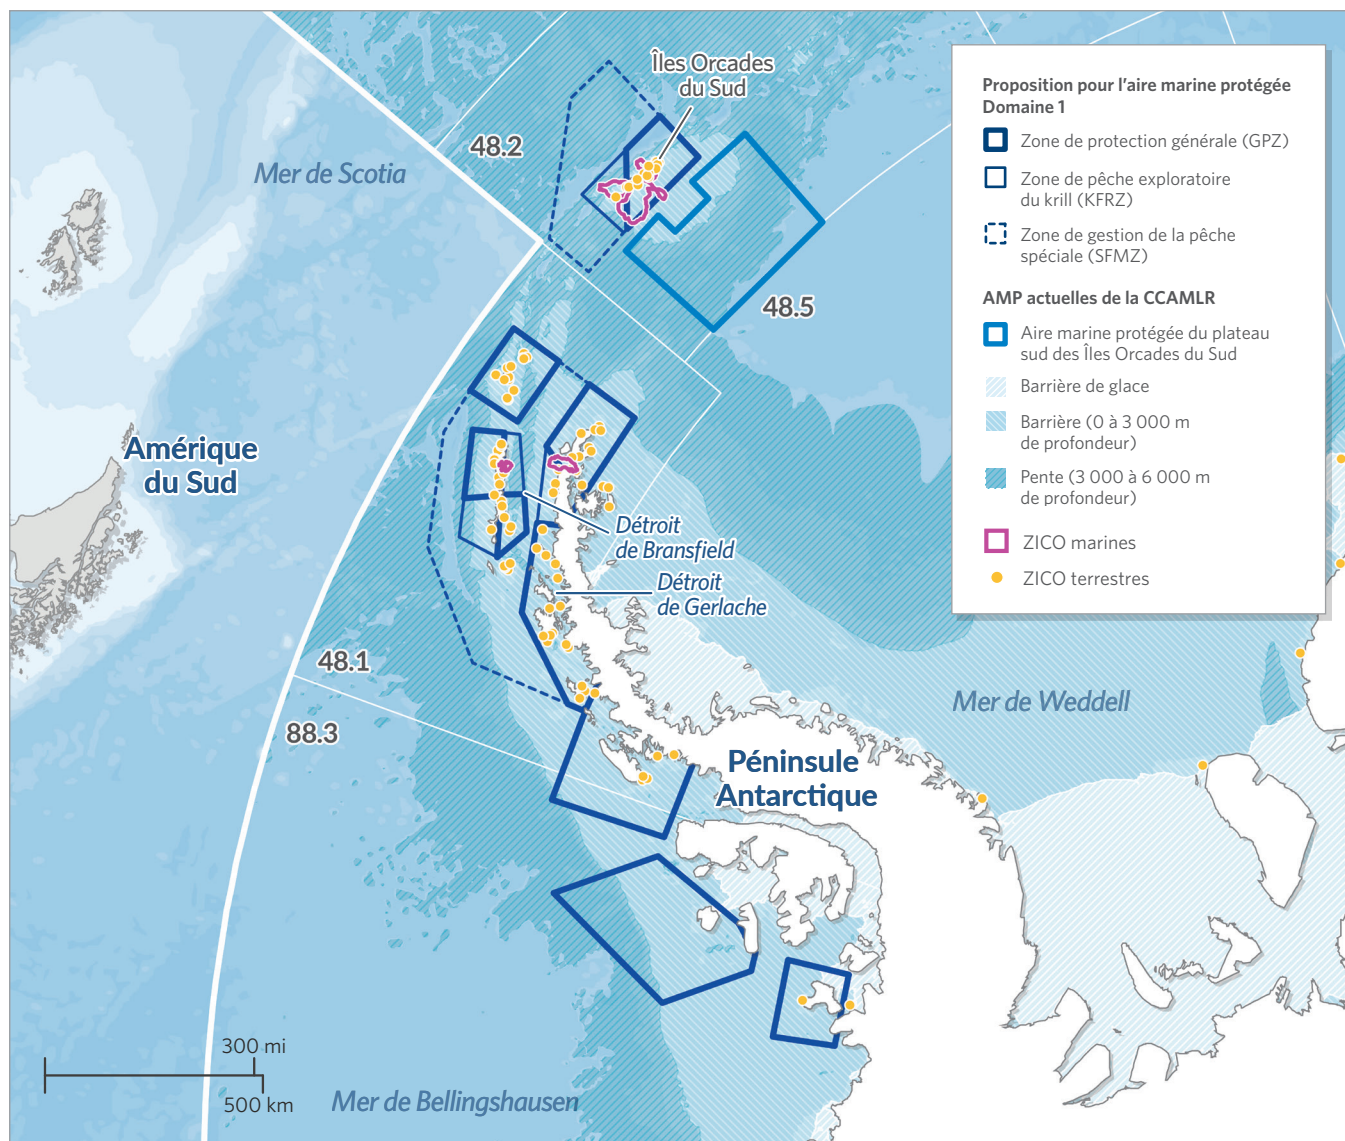 Îles Orcades
du Sud
48.2
Mer de Scotia
48.5
Amérique
du Sud
Détroit
de Bransfield
Détroit
de Gerlache
48.1
88.3
Mer de Weddell
Péninsule
Antarctique
300 mi
500 km
Mer de Bellingshausen
Proposition pour l'aire marine protégée
Domaine 1
Zone de protection générale (GPZ)
Zone de pêche exploratoire
du krill (KFRZ)
Zone de gestion de la pêche
spéciale (SFMZ)
AMP actuelles de la CCAMLR
Aire marine protégée du plateau
sud des Îles Orcades du Sud
Barrière de glace
Barrière (0 à 3 000 m
de profondeur)
Pente (3 000 à 6 000 m
de profondeur)
ZICO marines
ZICO terrestres